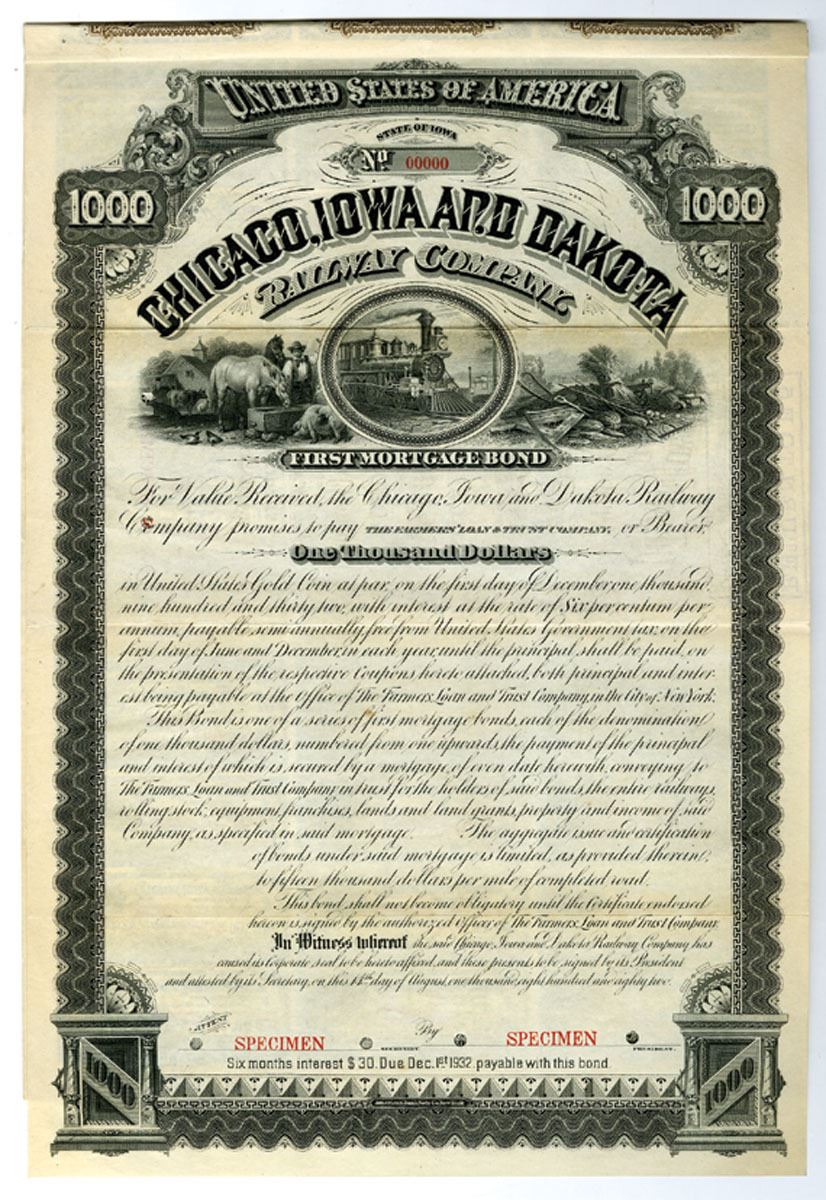 UNITED STATES OF AMERICA
STATE OF IOWA
No. 00000
1000 1000
CHICAGO, IOWA AND DAKOTA
RAILWAY COMPANY.
FIRST MORTGAGE BOND
For Value Received, the Chicago, Iowa and Dakota Railway
Company promises to pay THE FARMERS' LOAN & TRUST COMPANY, or Bearer,
One Thousand Dollars
in United States Gold Coin at par, on the first day of December, one thousand,
nine hundred and thirty two, with interest at the rate of Six per centum per
annum, payable semi-annually, free from United States Government tax, on the
first day of June and December, in each year, until the principal shall be paid, on
the presentation of the respective Coupons hereto attached, both principal and inter-
est being payable at the Office of The Farmers Loan and Trust Company, in the City of New York.
This Bond is one of a series of first mortgage bonds, each of the denomination
of one thousand dollars, numbered from one upwards, the payment of the principal
and interest of which is secured by a mortgage, of even date herewith, conveying to
The Farmers, Loan and Trust Company in trust for the holders of said bonds, the entire railways,
rolling stock, equipment, franchises, lands and land grants, property and income of said
Company, as specified in said mortgage. The aggregate issue and certification
of bonds under said mortgage is limited, as provided therein,
to fifteen thousand dollars per mile of completed road.
This bond shall not become obligatory until the Certificate endorsed
hereon is signed by the authorized Officer of The Farmers, Loan and Trust Company.
In Witness whereof the said Chicago, Iowa and Dakota Railway Company has
caused its corporate seal to be hereto affixed, and these presents to be signed by its President
and attested by its Secretary, on this 14th day of August, one thousand, eight hundred and eighty two.
ATTEST By
SPECIMEN SPECIMEN
SECRETARY. PRESIDENT.
Six months interest $30. Due Dec. 1st 1932. payable with this bond.
1000 1000